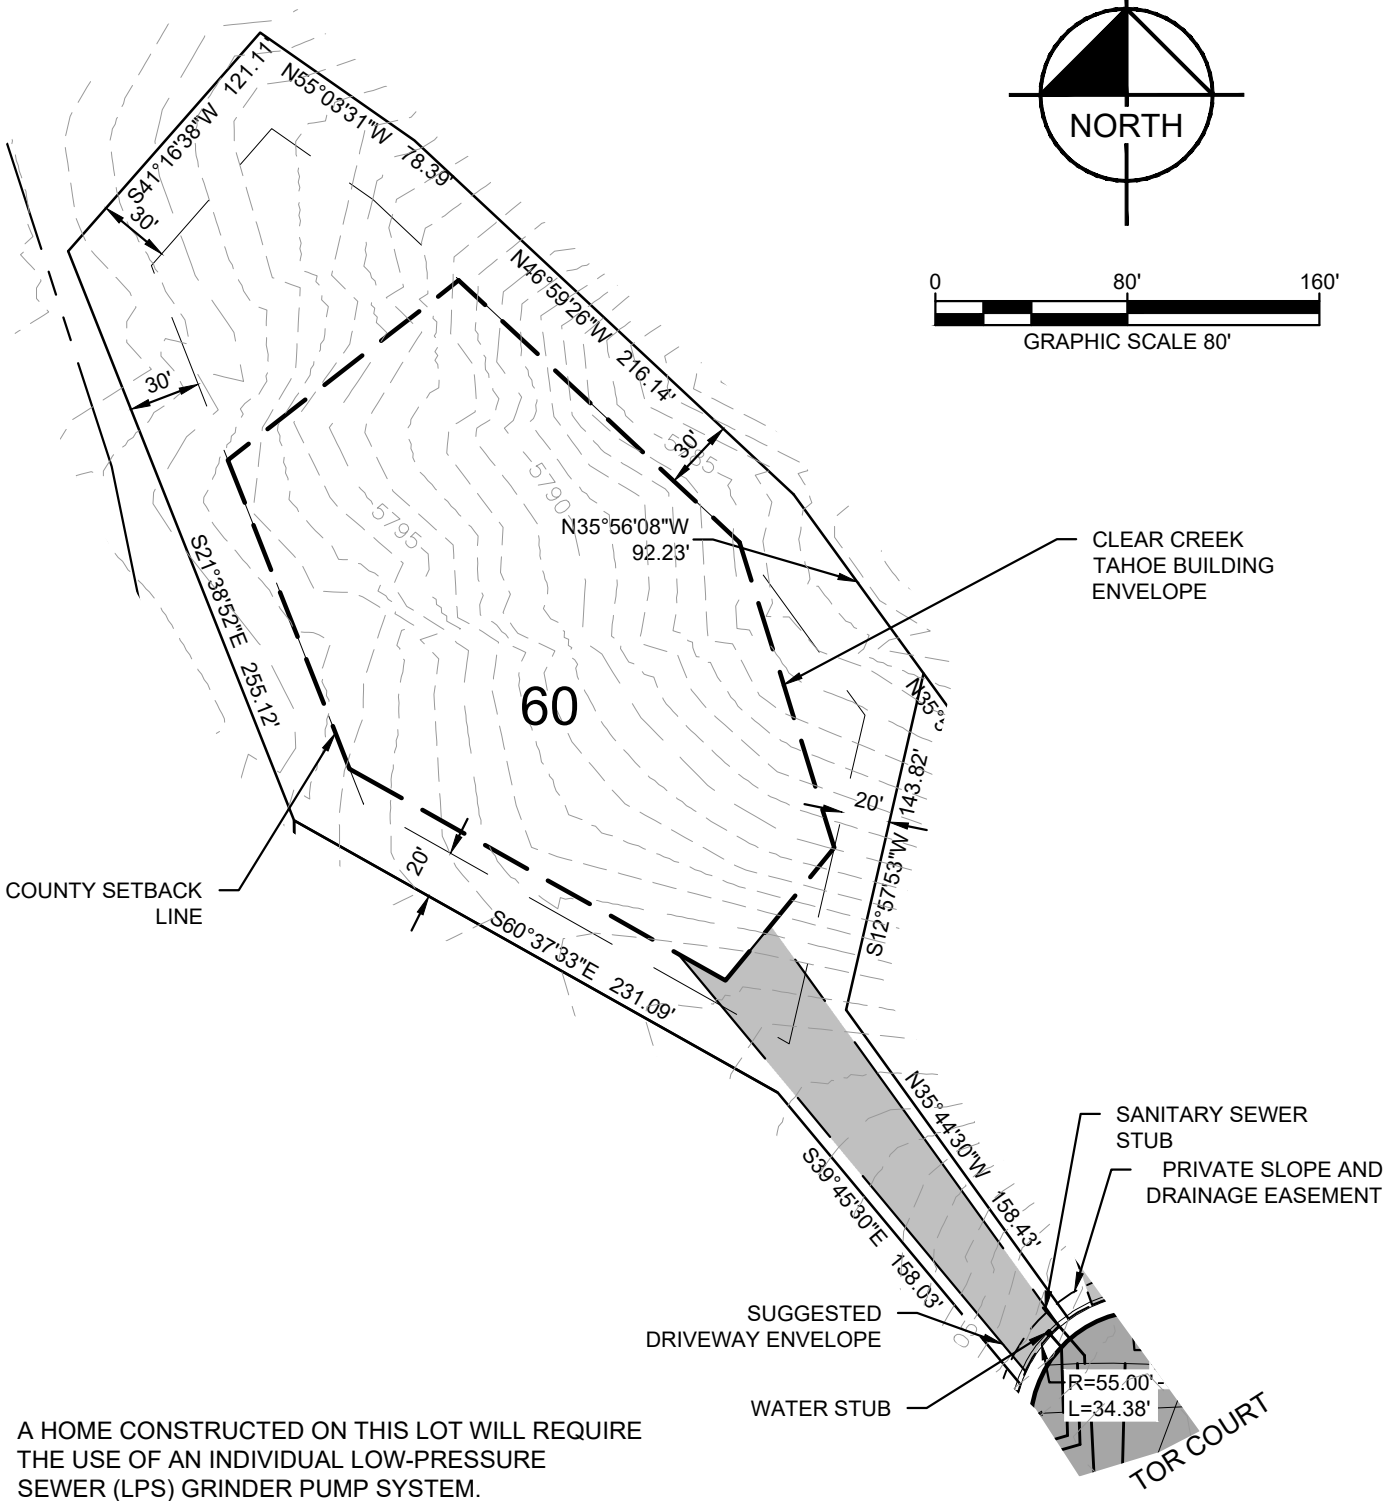 NORTH
0 80' 160'
GRAPHIC SCALE 80'
S41°16'38"W 121.11'
N55°03'31"W 78.39'
30'
N46°59'26"W 216.14'
30'
30'
5785
5790
5795
N35°56'08"W
92.23'
CLEAR CREEK
TAHOE BUILDING
ENVELOPE
S21°38'52"E 255.12'
60
N35°5
20'
S12°57'53"W 143.82'
COUNTY SETBACK
LINE
20'
S60°37'33"E 231.09'
N35°44'30"W 158.43'
SANITARY SEWER
STUB
PRIVATE SLOPE AND
DRAINAGE EASEMENT
S39°45'30"E 158.03'
SUGGESTED
DRIVEWAY ENVELOPE
WATER STUB
R=55.00'
L=34.38'
TOR COURT
A HOME CONSTRUCTED ON THIS LOT WILL REQUIRE
THE USE OF AN INDIVIDUAL LOW-PRESSURE
SEWER (LPS) GRINDER PUMP SYSTEM.